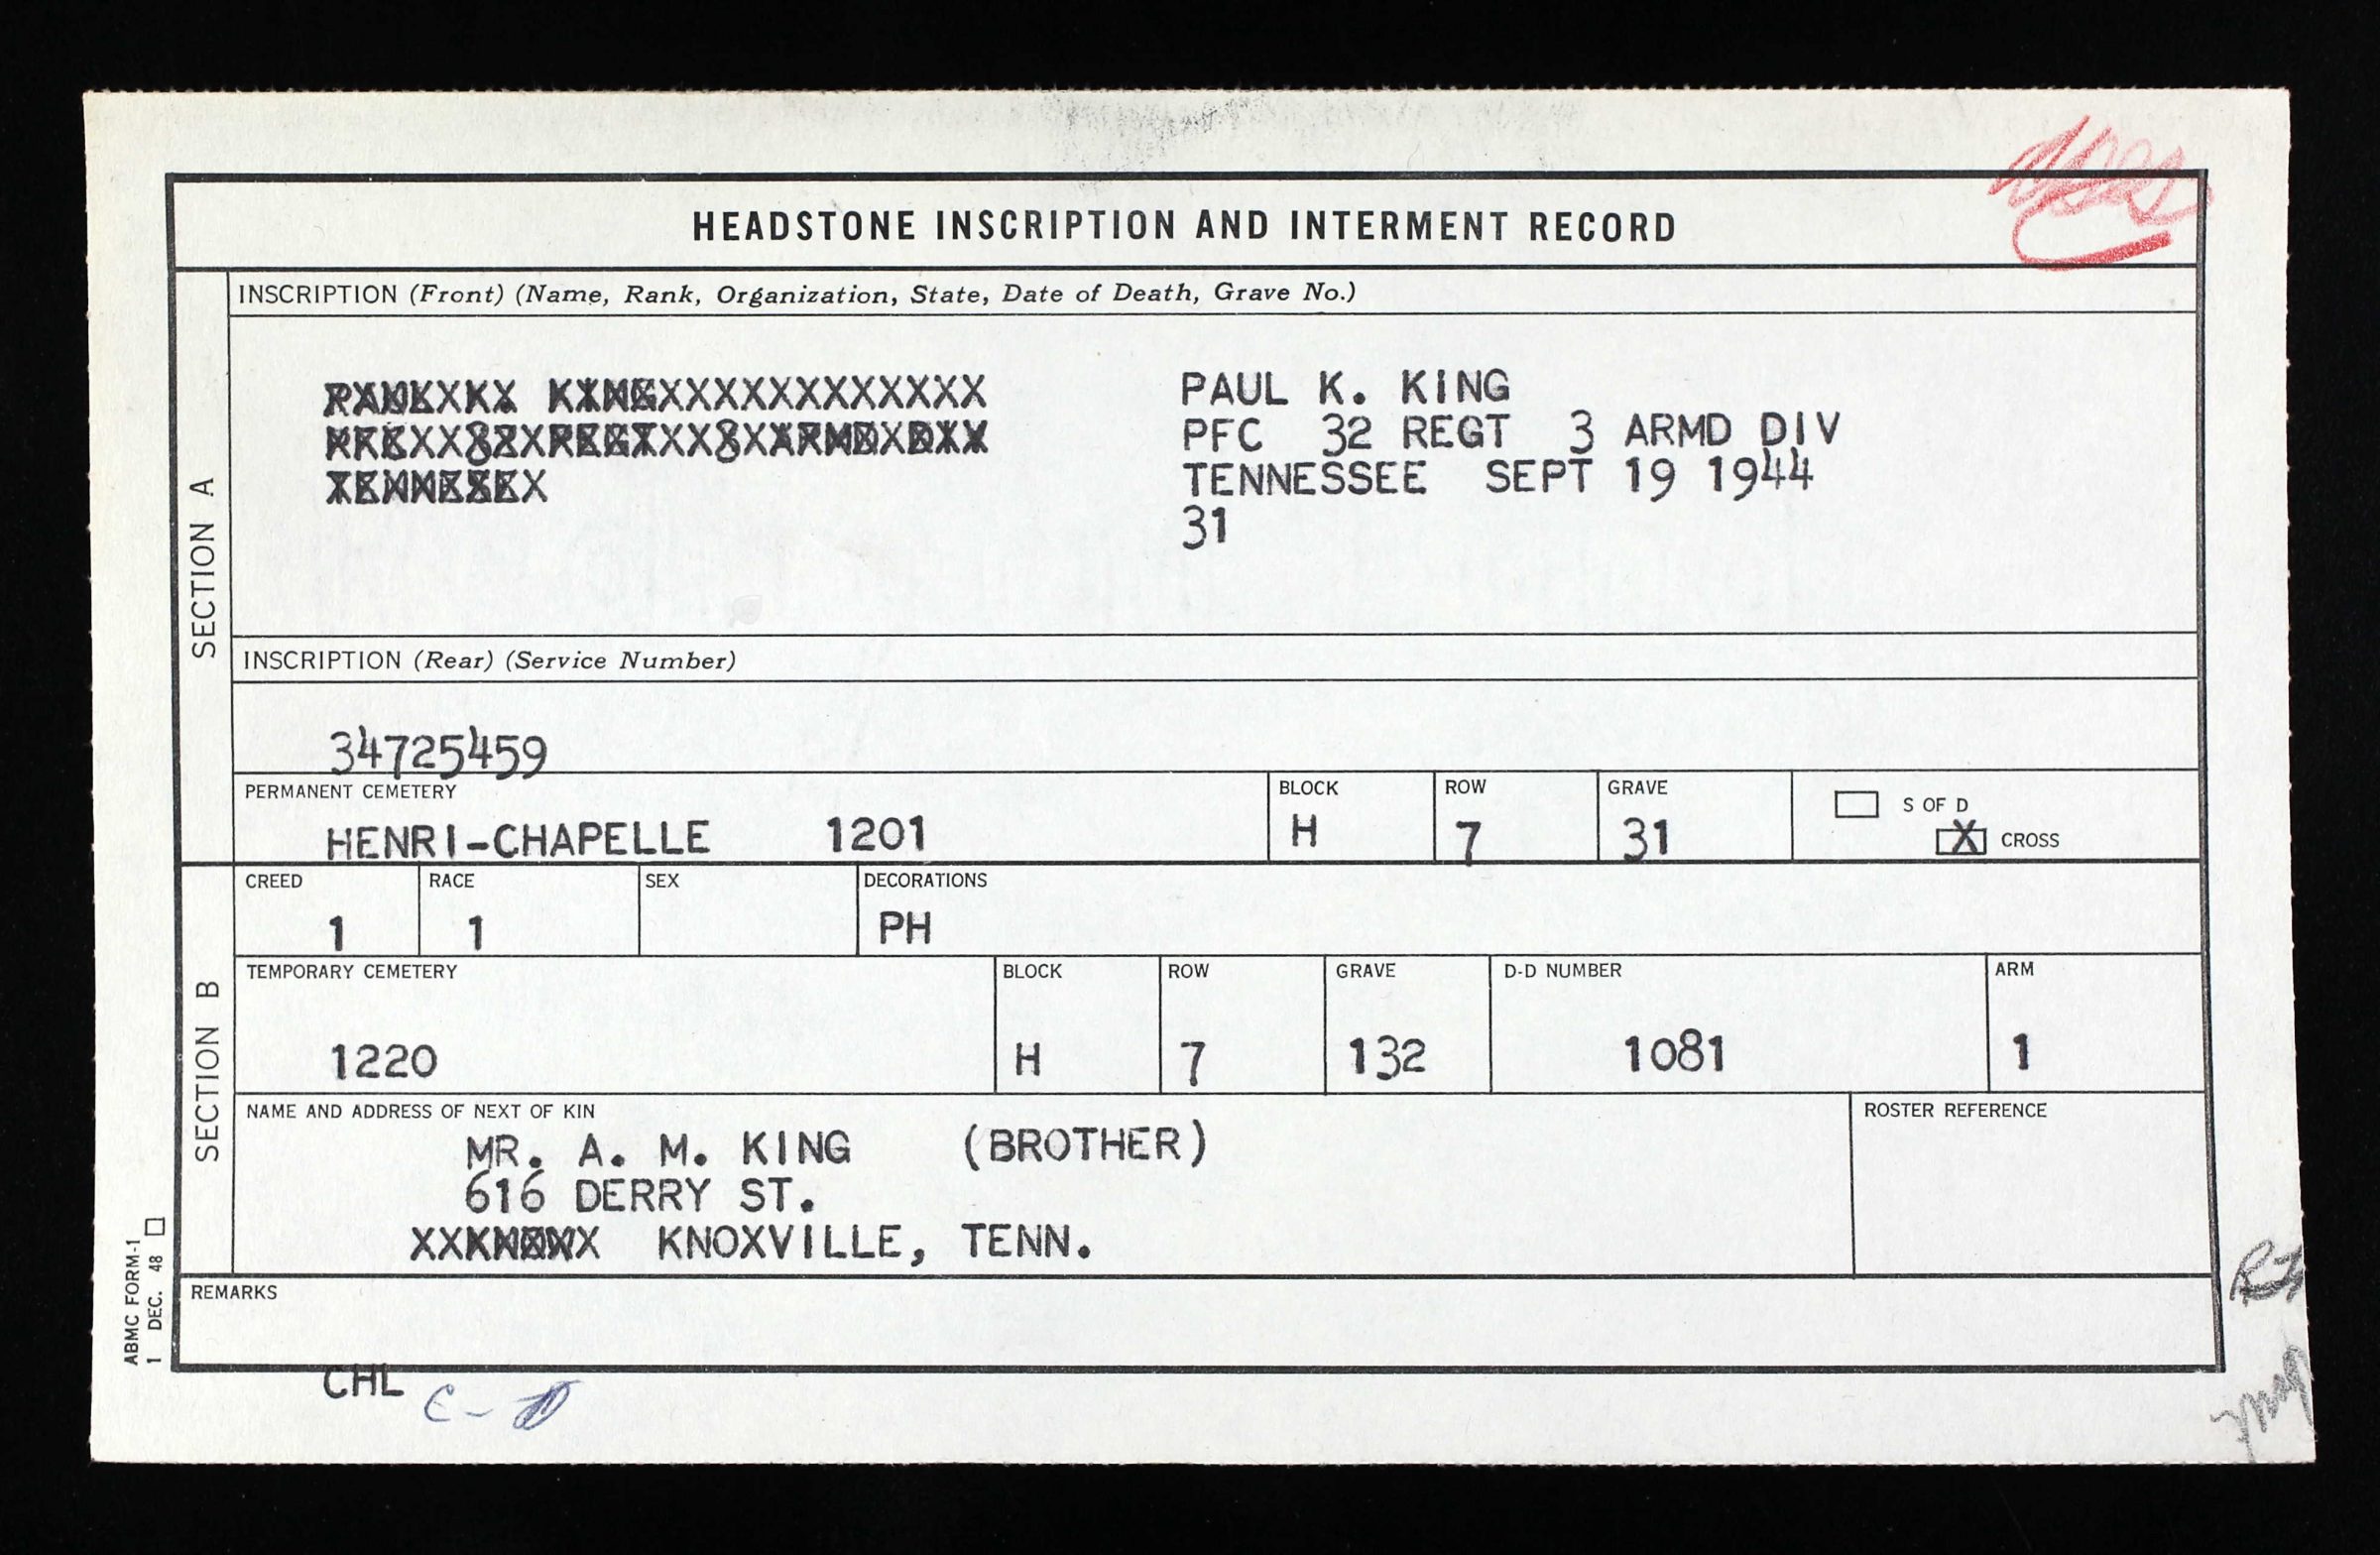 HEADSTONE INSCRIPTION AND INTERMENT RECORD
SECTION A
INSCRIPTION (Front) (Name, Rank, Organization, State, Date of Death, Grave No.)
PAUL K. KING
PFC 32 REGT 3 ARMD DIV
TENNESSEE SEPT 19 1944
31
INSCRIPTION (Rear) (Service Number)
34725459
PERMANENT CEMETERY BLOCK ROW GRAVE S OF D
HENRI-CHAPELLE 1201 H 7 31 X CROSS
SECTION B
CREED RACE SEX DECORATIONS
1 1 PH
TEMPORARY CEMETERY BLOCK ROW GRAVE D-D NUMBER ARM
1220 H 7 132 1081 1
NAME AND ADDRESS OF NEXT OF KIN ROSTER REFERENCE
MR. A. M. KING (BROTHER)
616 DERRY ST.
KNOXVILLE, TENN.
REMARKS
ABMC FORM-1
1 DEC. 48
CHL